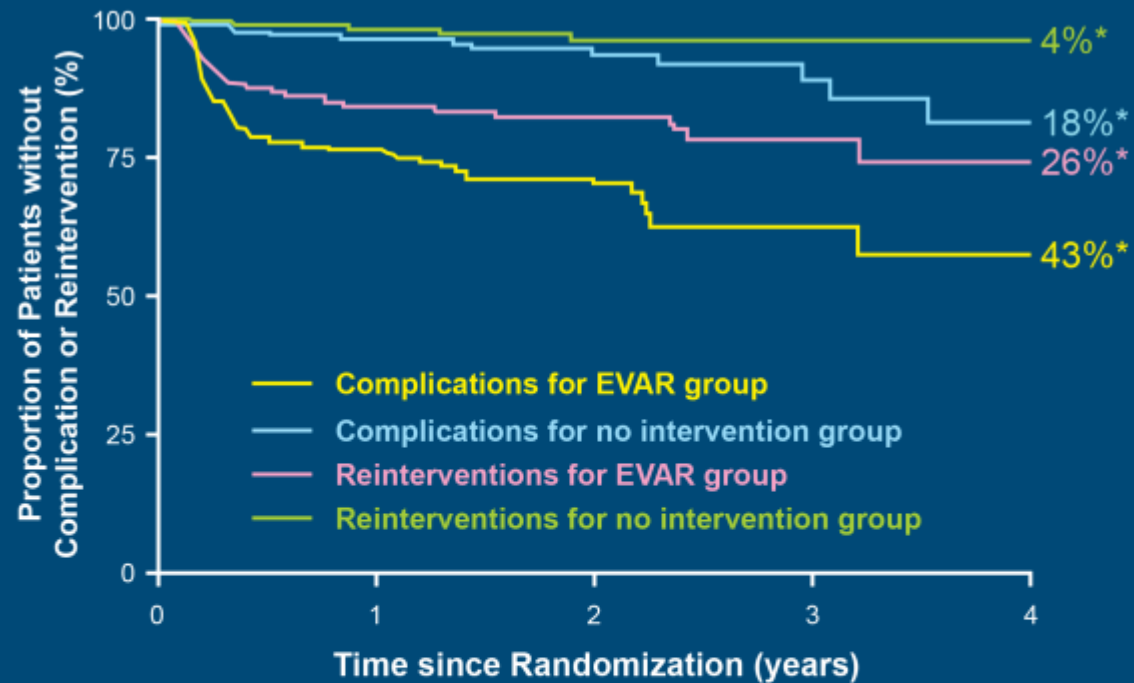 Proportion of Patients without
Complication or Reintervention (%)
100
75
50
25
0
4%*
18%*
26%*
43%*
Complications for EVAR group
Complications for no intervention group
Reinterventions for EVAR group
Reinterventions for no intervention group
0 1 2 3 4
Time since Randomization (years)